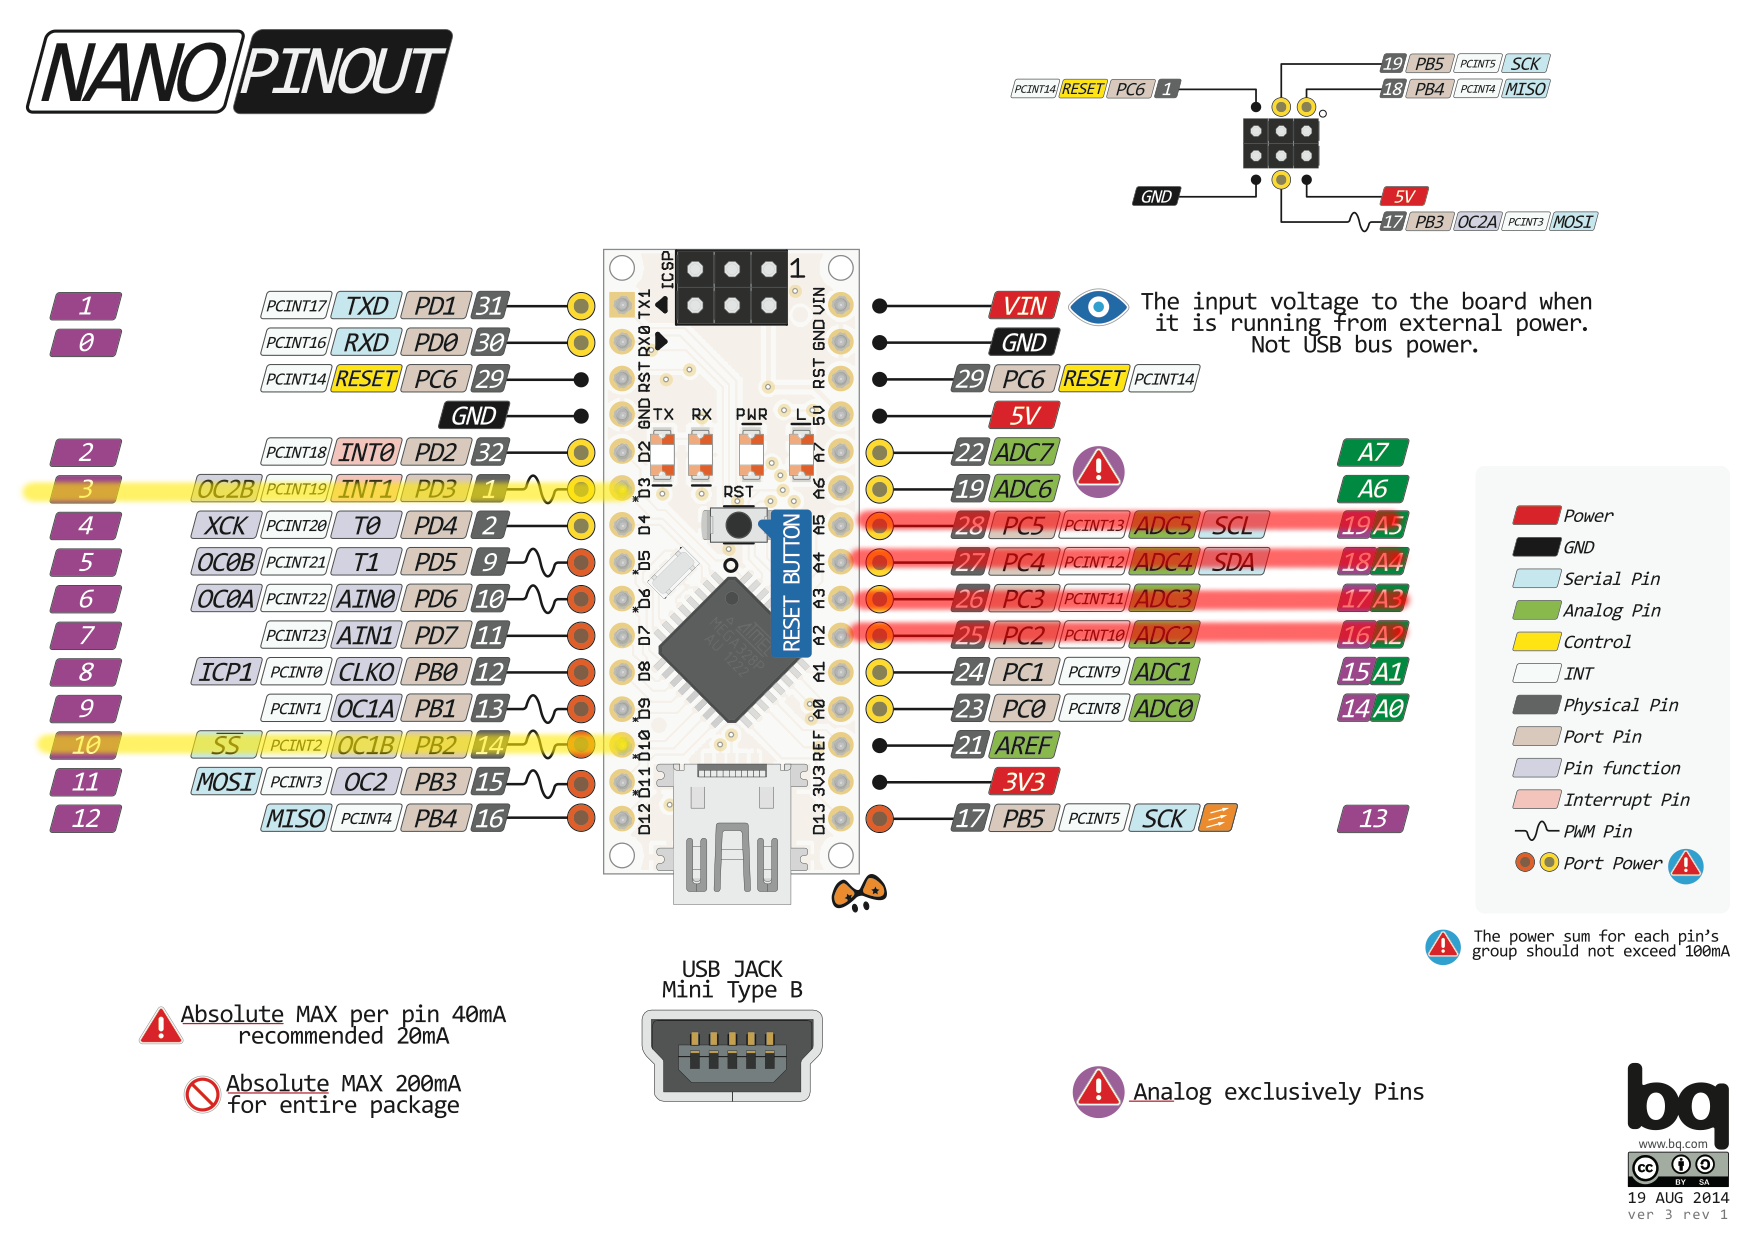 NANO PINOUT
19 PB5 PCINT5 SCK
PCINT14 RESET PC6 1
18 PB4 PCINT4 MISO
GND
5V
17 PB3 OC2A PCINT3 MOSI
ICSP
1
1 PCINT17 TXD PD1 31 TX1 VIN VIN
The input voltage to the board when
it is running from external power.
Not USB bus power.
0 PCINT16 RXD PD0 30 RX0 GND GND
PCINT14 RESET PC6 29 RST RST 29 PC6 RESET PCINT14
GND GND TX RX PWR L 5V 5V
2 PCINT18 INT0 PD2 32 D2 A7 22 ADC7 A7
3 OC2B PCINT19 INT1 PD3 1 *D3 RST A6 19 ADC6 A6
4 XCK PCINT20 T0 PD4 2 D4 A5 28 PC5 PCINT13 ADC5 SCL 19 A5
5 OC0B PCINT21 T1 PD5 9 *D5 A4 27 PC4 PCINT12 ADC4 SDA 18 A4
6 OC0A PCINT22 AIN0 PD6 10 *D6 A3 26 PC3 PCINT11 ADC3 17 A3
7 PCINT23 AIN1 PD7 11 D7 A2 25 PC2 PCINT10 ADC2 16 A2
RESET BUTTON
8 ICP1 PCINT0 CLKO PB0 12 D8 A1 24 PC1 PCINT9 ADC1 15 A1
9 PCINT1 OC1A PB1 13 *D9 A0 23 PC0 PCINT8 ADC0 14 A0
10 SS PCINT2 OC1B PB2 14 *D10 REF 21 AREF
11 MOSI PCINT3 OC2 PB3 15 *D11 3V3 3V3
12 MISO PCINT4 PB4 16 D12 D13 17 PB5 PCINT5 SCK 13
Power
GND
Serial Pin
Analog Pin
Control
INT
Physical Pin
Port Pin
Pin function
Interrupt Pin
PWM Pin
Port Power
The power sum for each pin's
group should not exceed 100mA
USB JACK
Mini Type B
Absolute MAX per pin 40mA
recommended 20mA
Absolute MAX 200mA
for entire package
Analog exclusively Pins
bq
www.bq.com
cc BY SA
19 AUG 2014
ver 3 rev 1